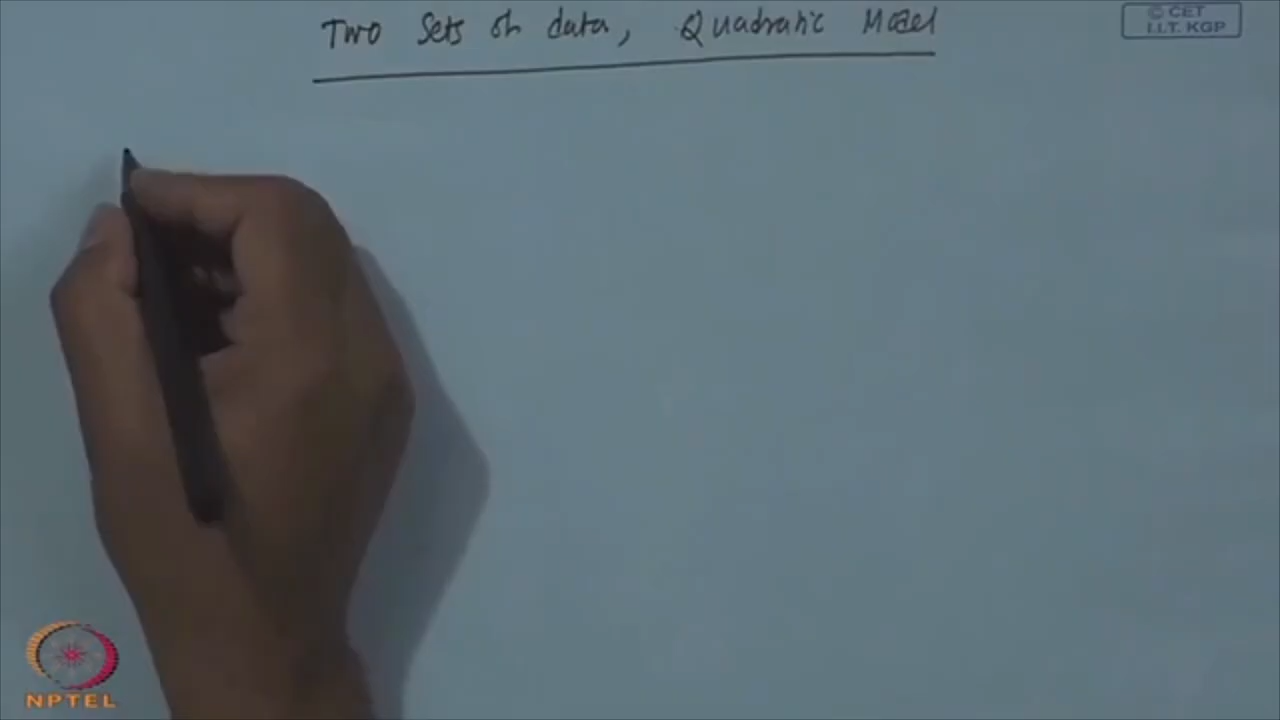 Two Sets of data, Quadratic Model
© CET
I.I.T. KGP
NPTEL